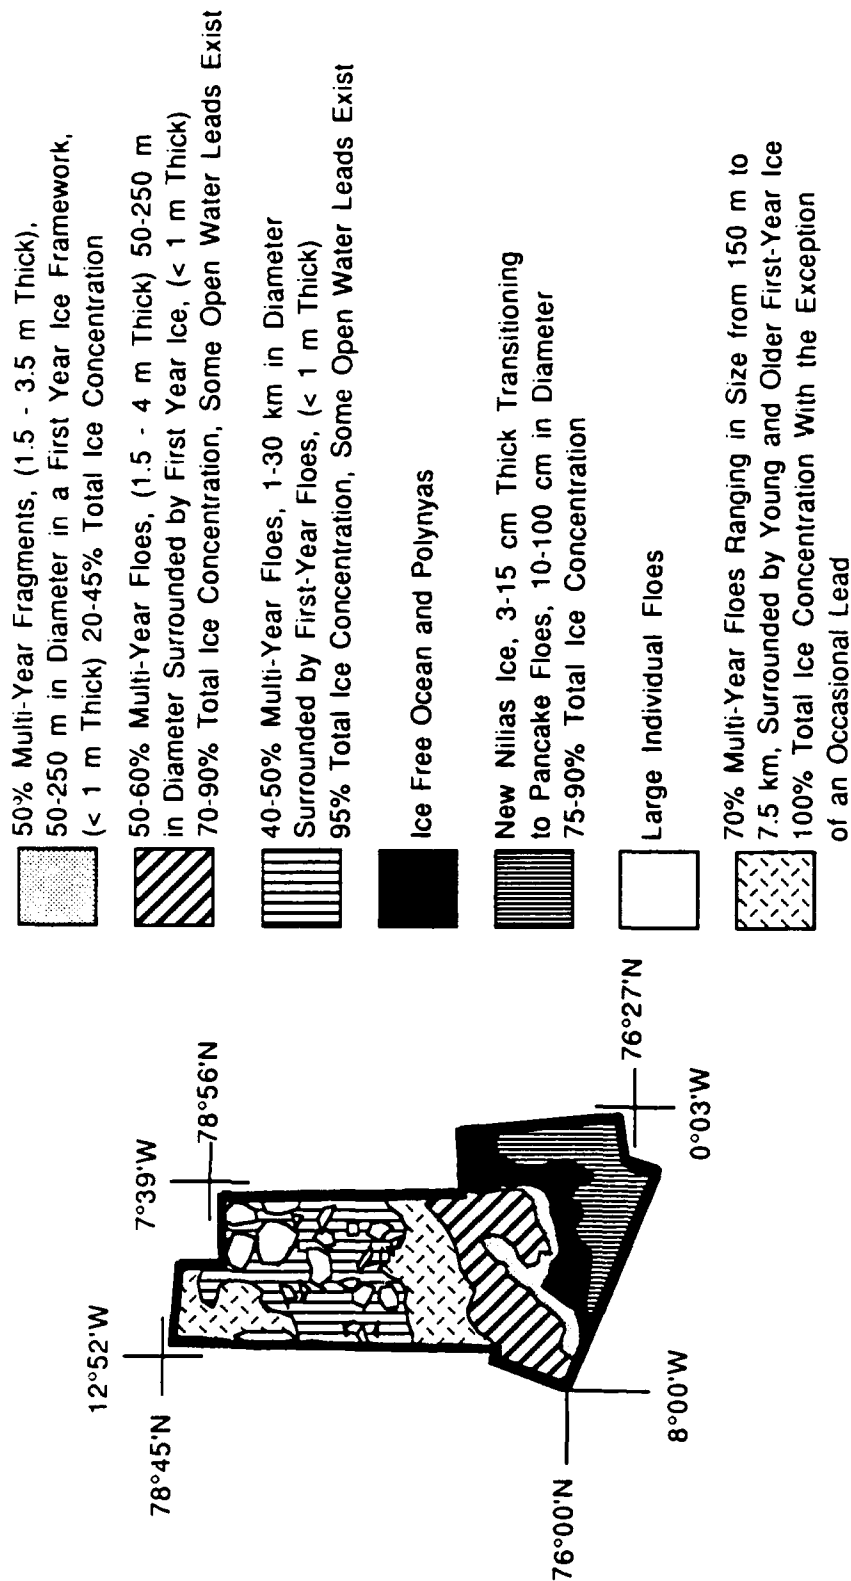 50% Multi-Year Fragments, (1.5 - 3.5 m Thick),
50-250 m in Diameter in a First Year Ice Framework,
(< 1 m Thick) 20-45% Total Ice Concentration
50-60% Multi-Year Floes, (1.5 - 4 m Thick) 50-250 m
in Diameter Surrounded by First Year Ice, (< 1 m Thick)
70-90% Total Ice Concentration, Some Open Water Leads Exist
40-50% Multi-Year Floes, 1-30 km in Diameter
Surrounded by First-Year Floes, (< 1 m Thick)
95% Total Ice Concentration, Some Open Water Leads Exist
Ice Free Ocean and Polynyas
New Nilias Ice, 3-15 cm Thick Transitioning
to Pancake Floes, 10-100 cm in Diameter
75-90% Total Ice Concentration
Large Individual Floes
70% Multi-Year Floes Ranging in Size from 150 m to
7.5 km, Surrounded by Young and Older First-Year Ice
100% Total Ice Concentration With the Exception
of an Occasional Lead
12°52'W
78°45'N
7°39'W
78°56'N
76°00'N
8°00'W
76°27'N
0°03'W